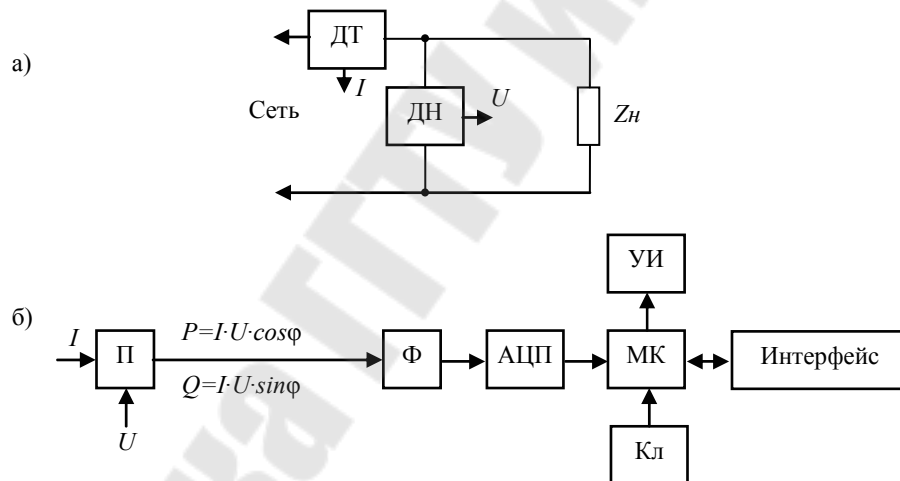 а)
ДТ
I
Сеть
ДН
U
Zн
б)
I
П
U
P=I·U·cosφ
Q=I·U·sinφ
Ф
АЦП
МК
УИ
Кл
Интерфейс